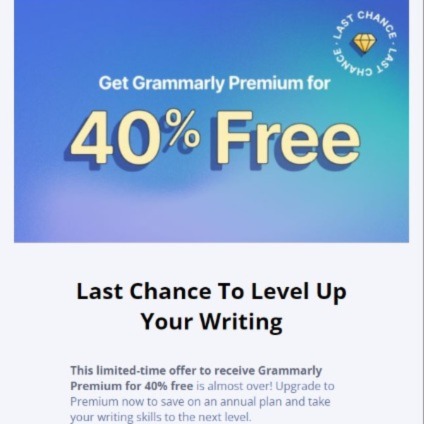 LAST CHANCE · LAST CHANCE ·
Get Grammarly Premium for
40% Free
Last Chance To Level Up
Your Writing
This limited-time offer to receive Grammarly
Premium for 40% free is almost over! Upgrade to
Premium now to save on an annual plan and take
your writing skills to the next level.